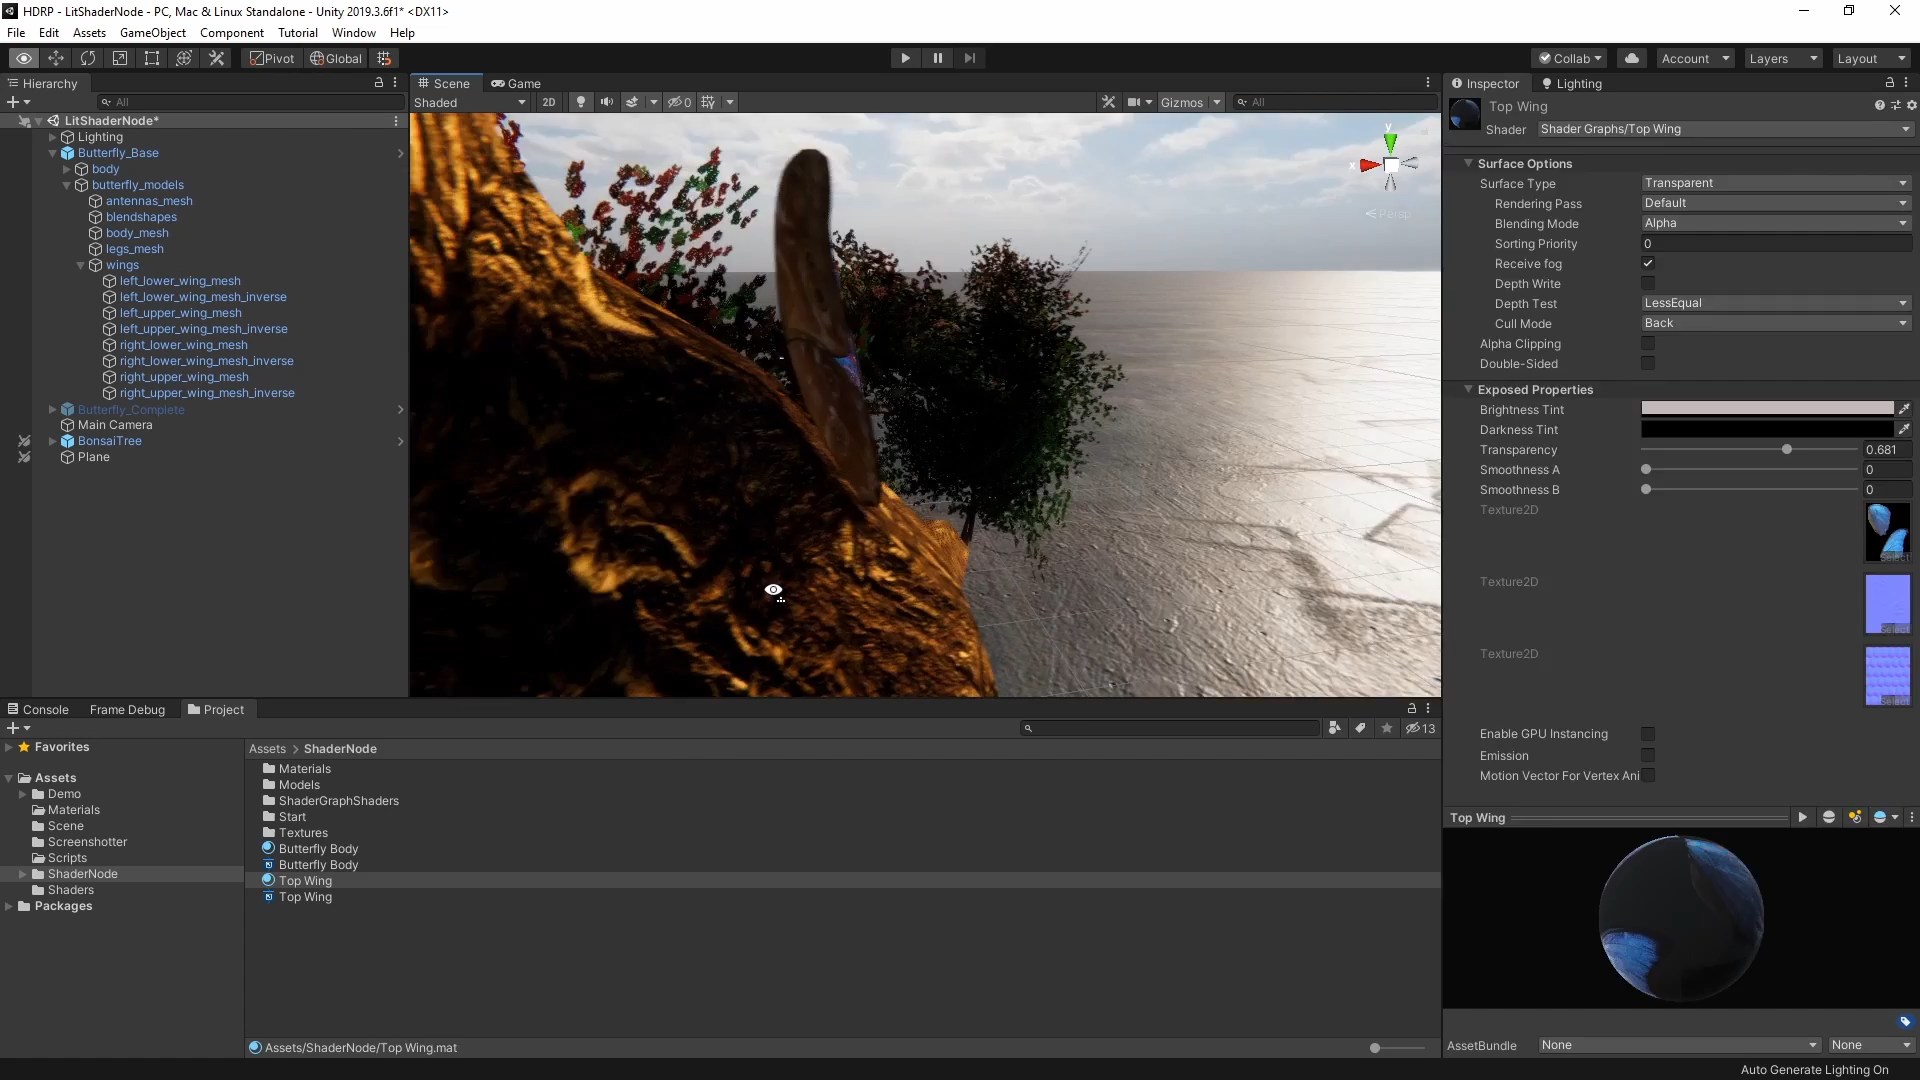 HDRP - LitShaderNode - PC, Mac & Linux Standalone - Unity 2019.3.6f1* <DX11>
File Edit Assets GameObject Component Tutorial Window Help
Pivot Global Collab Account Layers Layout
Hierarchy
All
LitShaderNode*
Lighting
Butterfly_Base
body
butterfly_models
antennas_mesh
blendshapes
body_mesh
legs_mesh
wings
left_lower_wing_mesh
left_lower_wing_mesh_inverse
left_upper_wing_mesh
left_upper_wing_mesh_inverse
right_lower_wing_mesh
right_lower_wing_mesh_inverse
right_upper_wing_mesh
right_upper_wing_mesh_inverse
Butterfly_Complete
Main Camera
BonsaiTree
Plane
Scene Game
Shaded 2D 0 Gizmos All
y
x
Persp
Inspector Lighting
Top Wing
Shader Shader Graphs/Top Wing
Surface Options
Surface Type Transparent
Rendering Pass Default
Blending Mode Alpha
Sorting Priority 0
Receive fog
Depth Write
Depth Test LessEqual
Cull Mode Back
Alpha Clipping
Double-Sided
Exposed Properties
Brightness Tint
Darkness Tint
Transparency 0.681
Smoothness A 0
Smoothness B 0
Texture2D
Select
Texture2D
Select
Texture2D
Select
Enable GPU Instancing
Emission
Motion Vector For Vertex Ani
Top Wing
AssetBundle None None
Console Frame Debug Project
13
Favorites
Assets
Demo
Materials
Scene
Screenshotter
Scripts
ShaderNode
Shaders
Packages
Assets > ShaderNode
Materials
Models
ShaderGraphShaders
Start
Textures
Butterfly Body
Butterfly Body
Top Wing
Top Wing
Assets/ShaderNode/Top Wing.mat
Auto Generate Lighting On